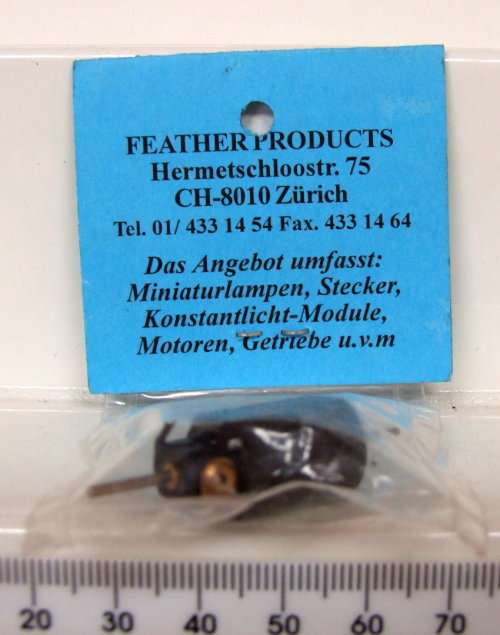 FEATHER PRODUCTS
Hermetschloostr. 75
CH-8010 Zürich
Tel. 01/ 433 14 54 Fax. 433 14 64
Das Angebot umfasst:
Miniaturlampen, Stecker,
Konstantlicht-Module,
Motoren, Getriebe u.v.m
20 30 40 50 60 70